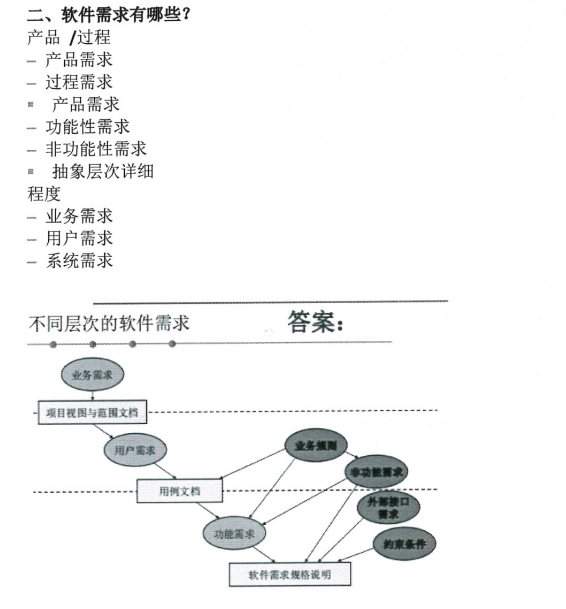 二、软件需求有哪些？
产品 /过程
– 产品需求
– 过程需求
▪ 产品需求
– 功能性需求
– 非功能性需求
▪ 抽象层次详细
程度
– 业务需求
– 用户需求
– 系统需求
不同层次的软件需求
答案：
业务需求
项目视图与范围文档
用户需求
业务规则
非功能需求
用例文档
外部接口
需求
功能需求
约束条件
软件需求规格说明